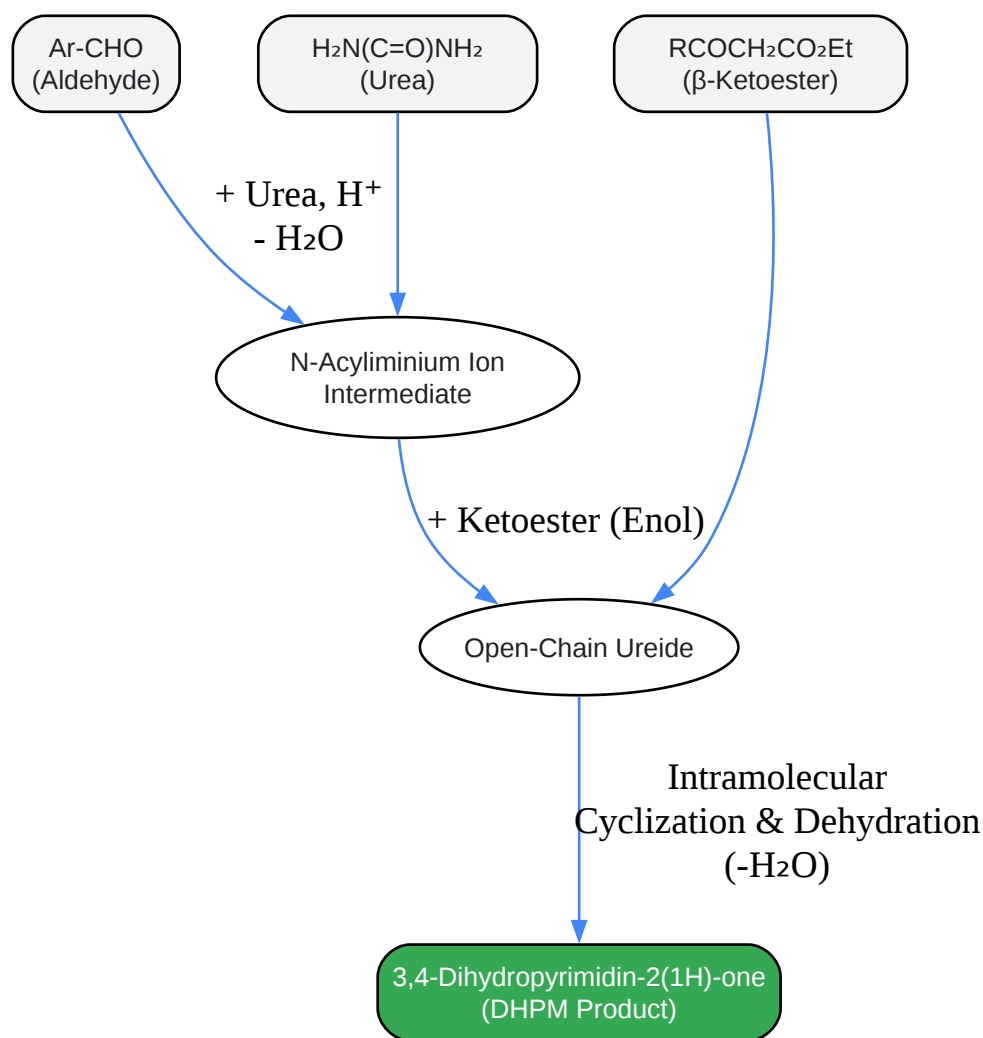 Ar-CHO
(Aldehyde)
H₂N(C=O)NH₂
(Urea)
RCOCH₂CO₂Et
(β-Ketoester)
+ Urea, H⁺
- H₂O
N-Acyliminium Ion
Intermediate
+ Ketoester (Enol)
Open-Chain Ureide
Intramolecular
Cyclization & Dehydration
(-H₂O)
3,4-Dihydropyrimidin-2(1H)-one
(DHPM Product)